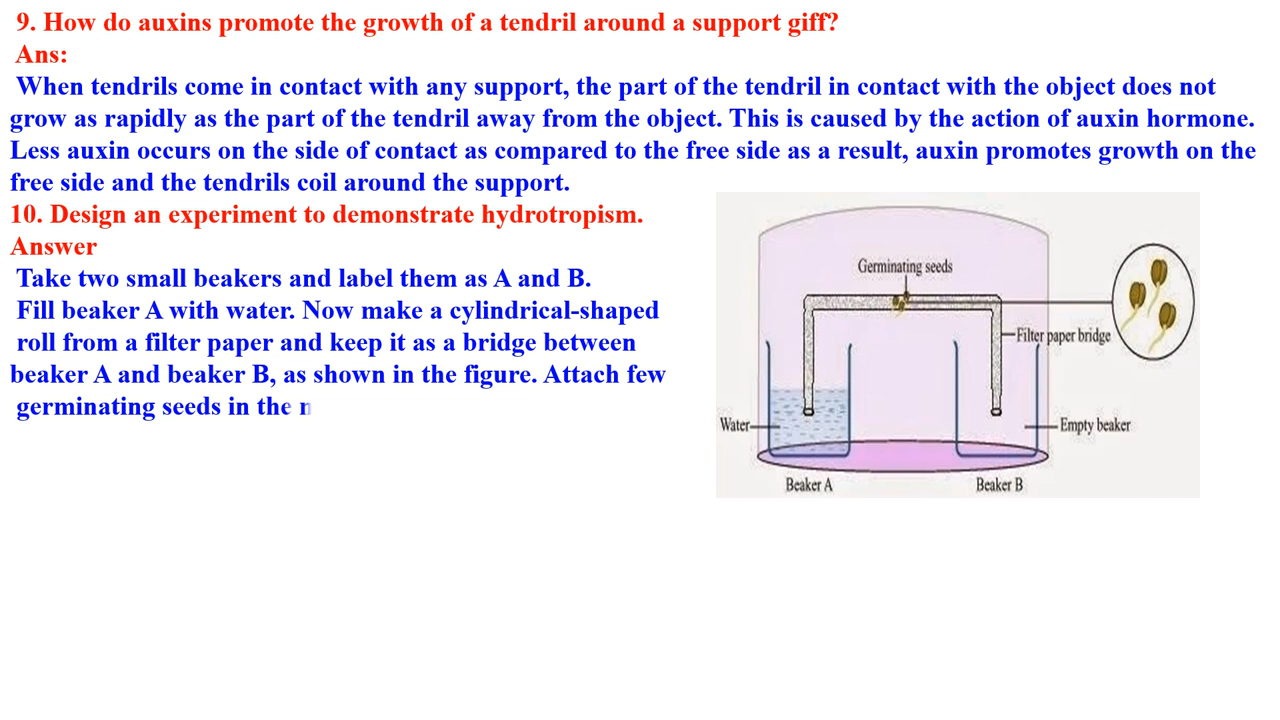 9. How do auxins promote the growth of a tendril around a support giff?
Ans:
When tendrils come in contact with any support, the part of the tendril in contact with the object does not
grow as rapidly as the part of the tendril away from the object. This is caused by the action of auxin hormone.
Less auxin occurs on the side of contact as compared to the free side as a result, auxin promotes growth on the
free side and the tendrils coil around the support.
10. Design an experiment to demonstrate hydrotropism.
Answer
Take two small beakers and label them as A and B.
Fill beaker A with water. Now make a cylindrical-shaped
roll from a filter paper and keep it as a bridge between
beaker A and beaker B, as shown in the figure. Attach few
germinating seeds in the
Germinating seeds
Filter paper bridge
Water
Empty beaker
Beaker A
Beaker B